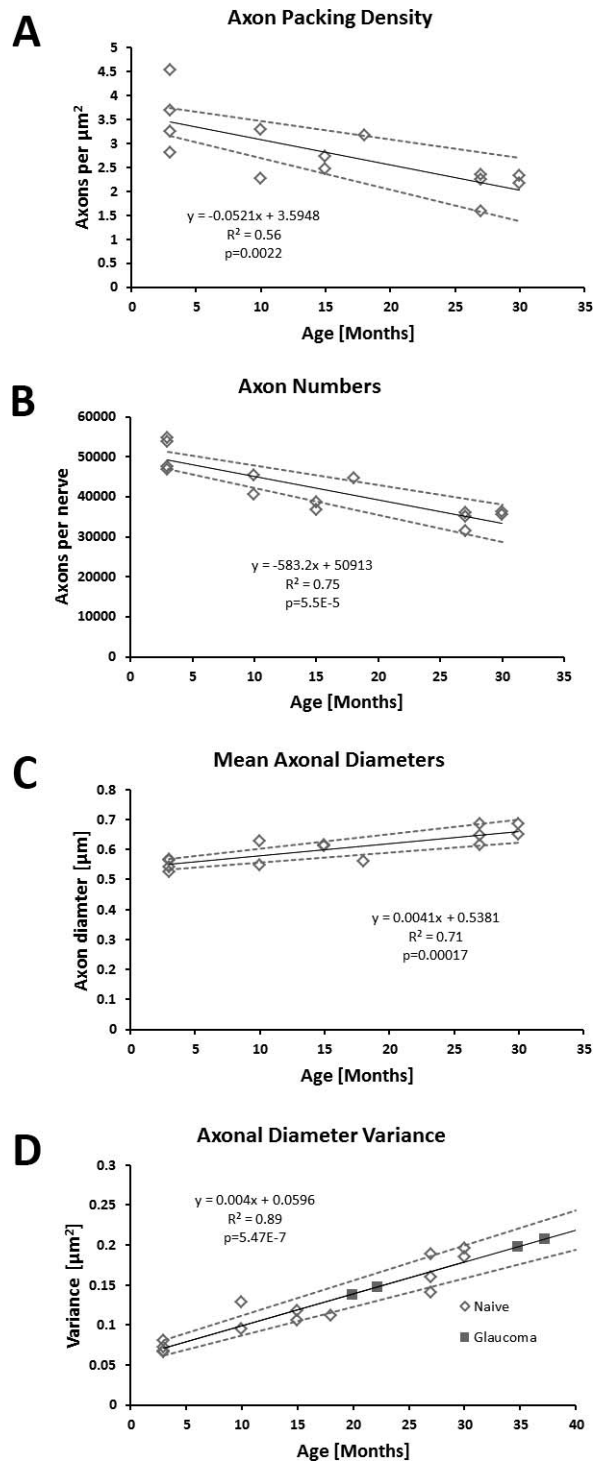 A
Axon Packing Density
5
4.5
4
3.5
3
2.5
2
1.5
1
0.5
0
Axons per µm²
y = -0.0521x + 3.5948
R² = 0.56
p=0.0022
0 5 10 15 20 25 30 35
Age [Months]
B
Axon Numbers
60000
50000
40000
30000
20000
10000
0
Axons per nerve
y = -583.2x + 50913
R² = 0.75
p=5.5E-5
0 5 10 15 20 25 30 35
Age [Months]
C
Mean Axonal Diameters
0.8
0.7
0.6
0.5
0.4
0.3
0.2
0.1
0
Axon diamter [µm]
y = 0.0041x + 0.5381
R² = 0.71
p=0.00017
0 5 10 15 20 25 30 35
Age [Months]
D
Axonal Diameter Variance
0.3
0.25
0.2
0.15
0.1
0.05
0
Variance [µm²]
y = 0.004x + 0.0596
R² = 0.89
p=5.47E-7
Naive
Glaucoma
0 5 10 15 20 25 30 35 40
Age [Months]